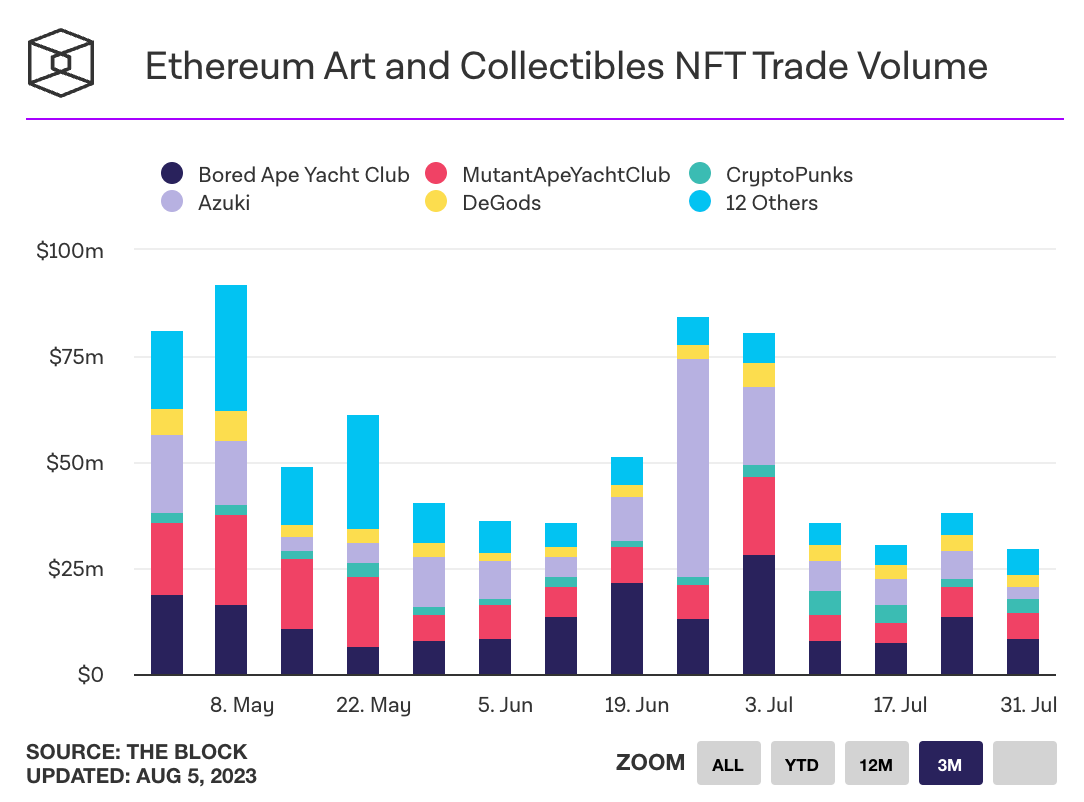 Ethereum Art and Collectibles NFT Trade Volume
Bored Ape Yacht Club MutantApeYachtClub CryptoPunks
Azuki DeGods 12 Others
$100m
$75m
$50m
$25m
$0
8. May 22. May 5. Jun 19. Jun 3. Jul 17. Jul 31. Jul
SOURCE: THE BLOCK
UPDATED: AUG 5, 2023
ZOOM ALL YTD 12M 3M